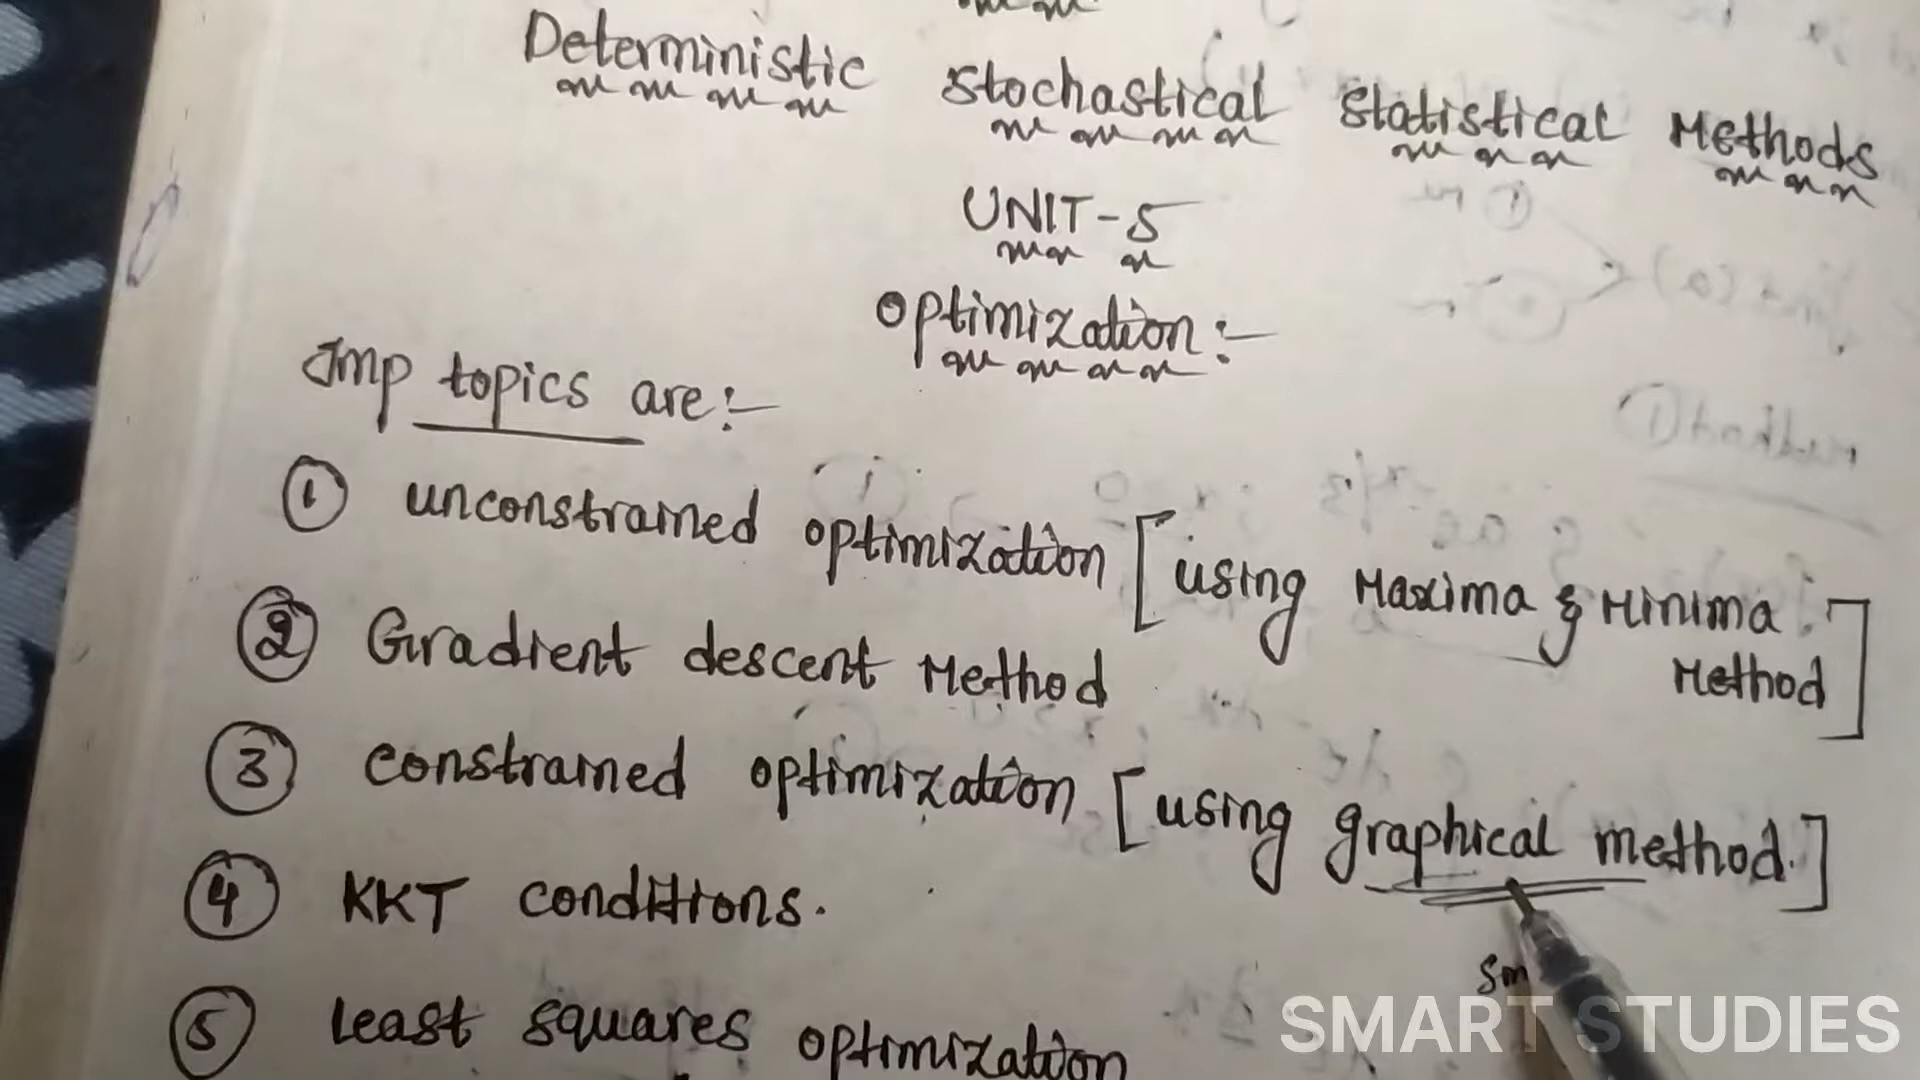 Deterministic Stochastical Statistical Methods
UNIT-5
Optimization:-
Imp topics are:-
① unconstrained optimization [using Maxima & Minima Method]
② Gradient descent Method
③ constrained optimization [using graphical method.]
④ KKT conditions.
⑤ Least squares optimization
Sm
SMART STUDIES